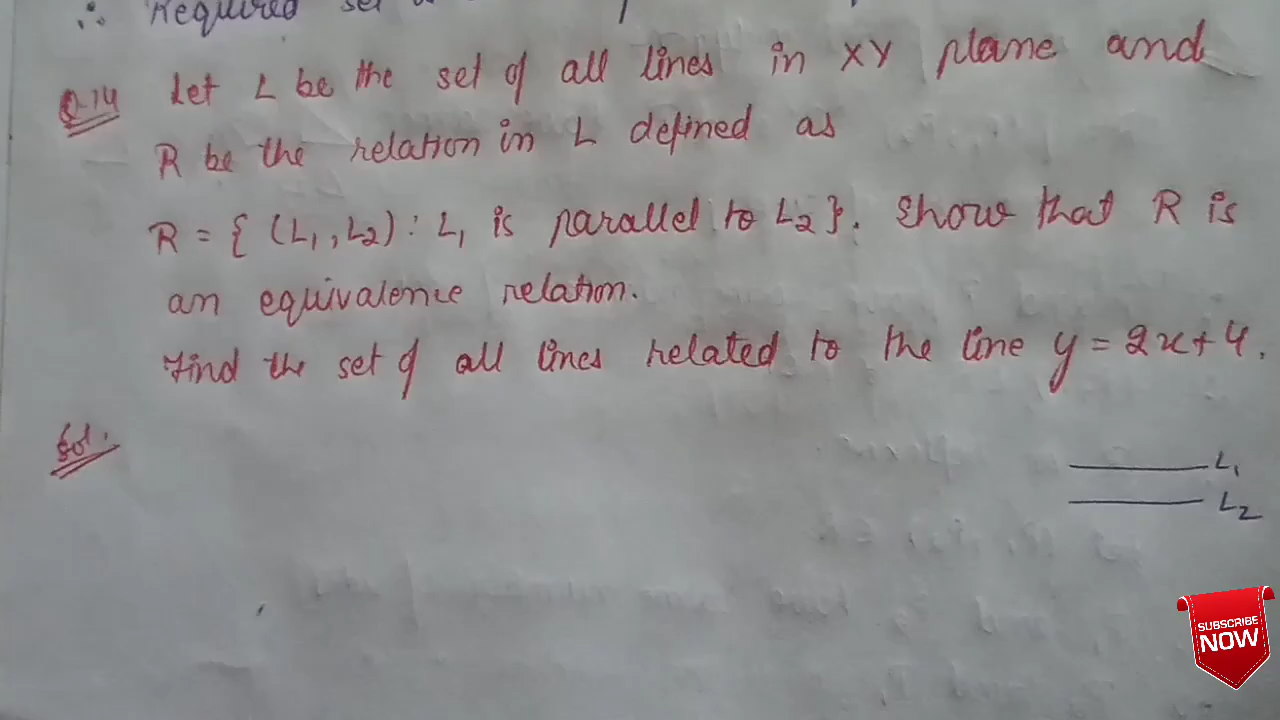 ∴ Required set
Q.14 Let L be the set of all lines in XY plane and
R be the relation in L defined as
R = { (L₁, L₂) : L₁ is parallel to L₂ }. Show that R is
an equivalence relation.
Find the set of all lines related to the line y = 2x + 4.
Sol.
L₁
L₂
SUBSCRIBE
NOW